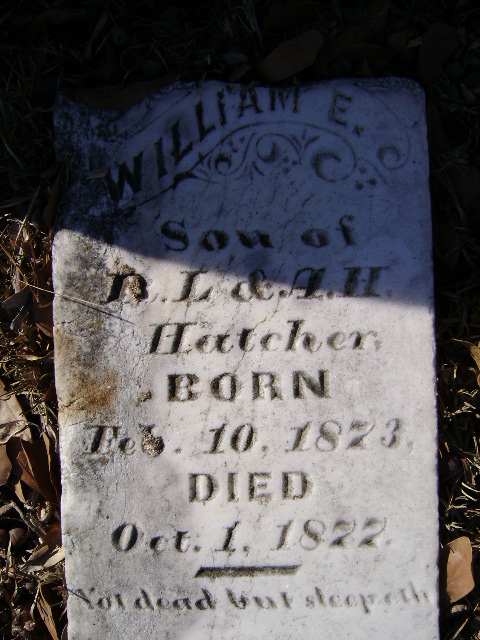 WILLIAM E.
Son of
N. L. & A. H.
Hatcher.
BORN
Feb. 10, 1873.
DIED
Oct. 1, 1822.
Not dead but sleepeth